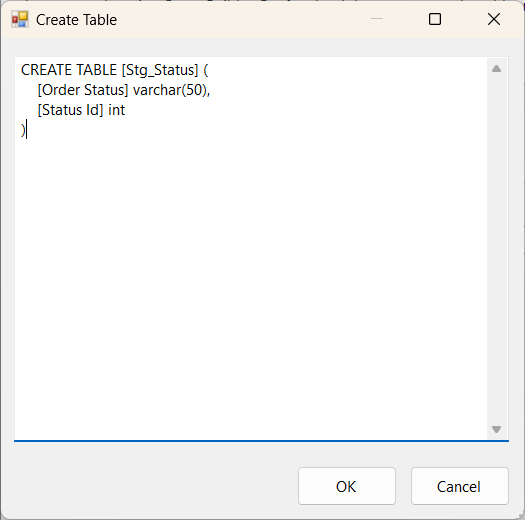 Create Table
CREATE TABLE [Stg_Status] (
    [Order Status] varchar(50),
    [Status Id] int
)
OK
Cancel